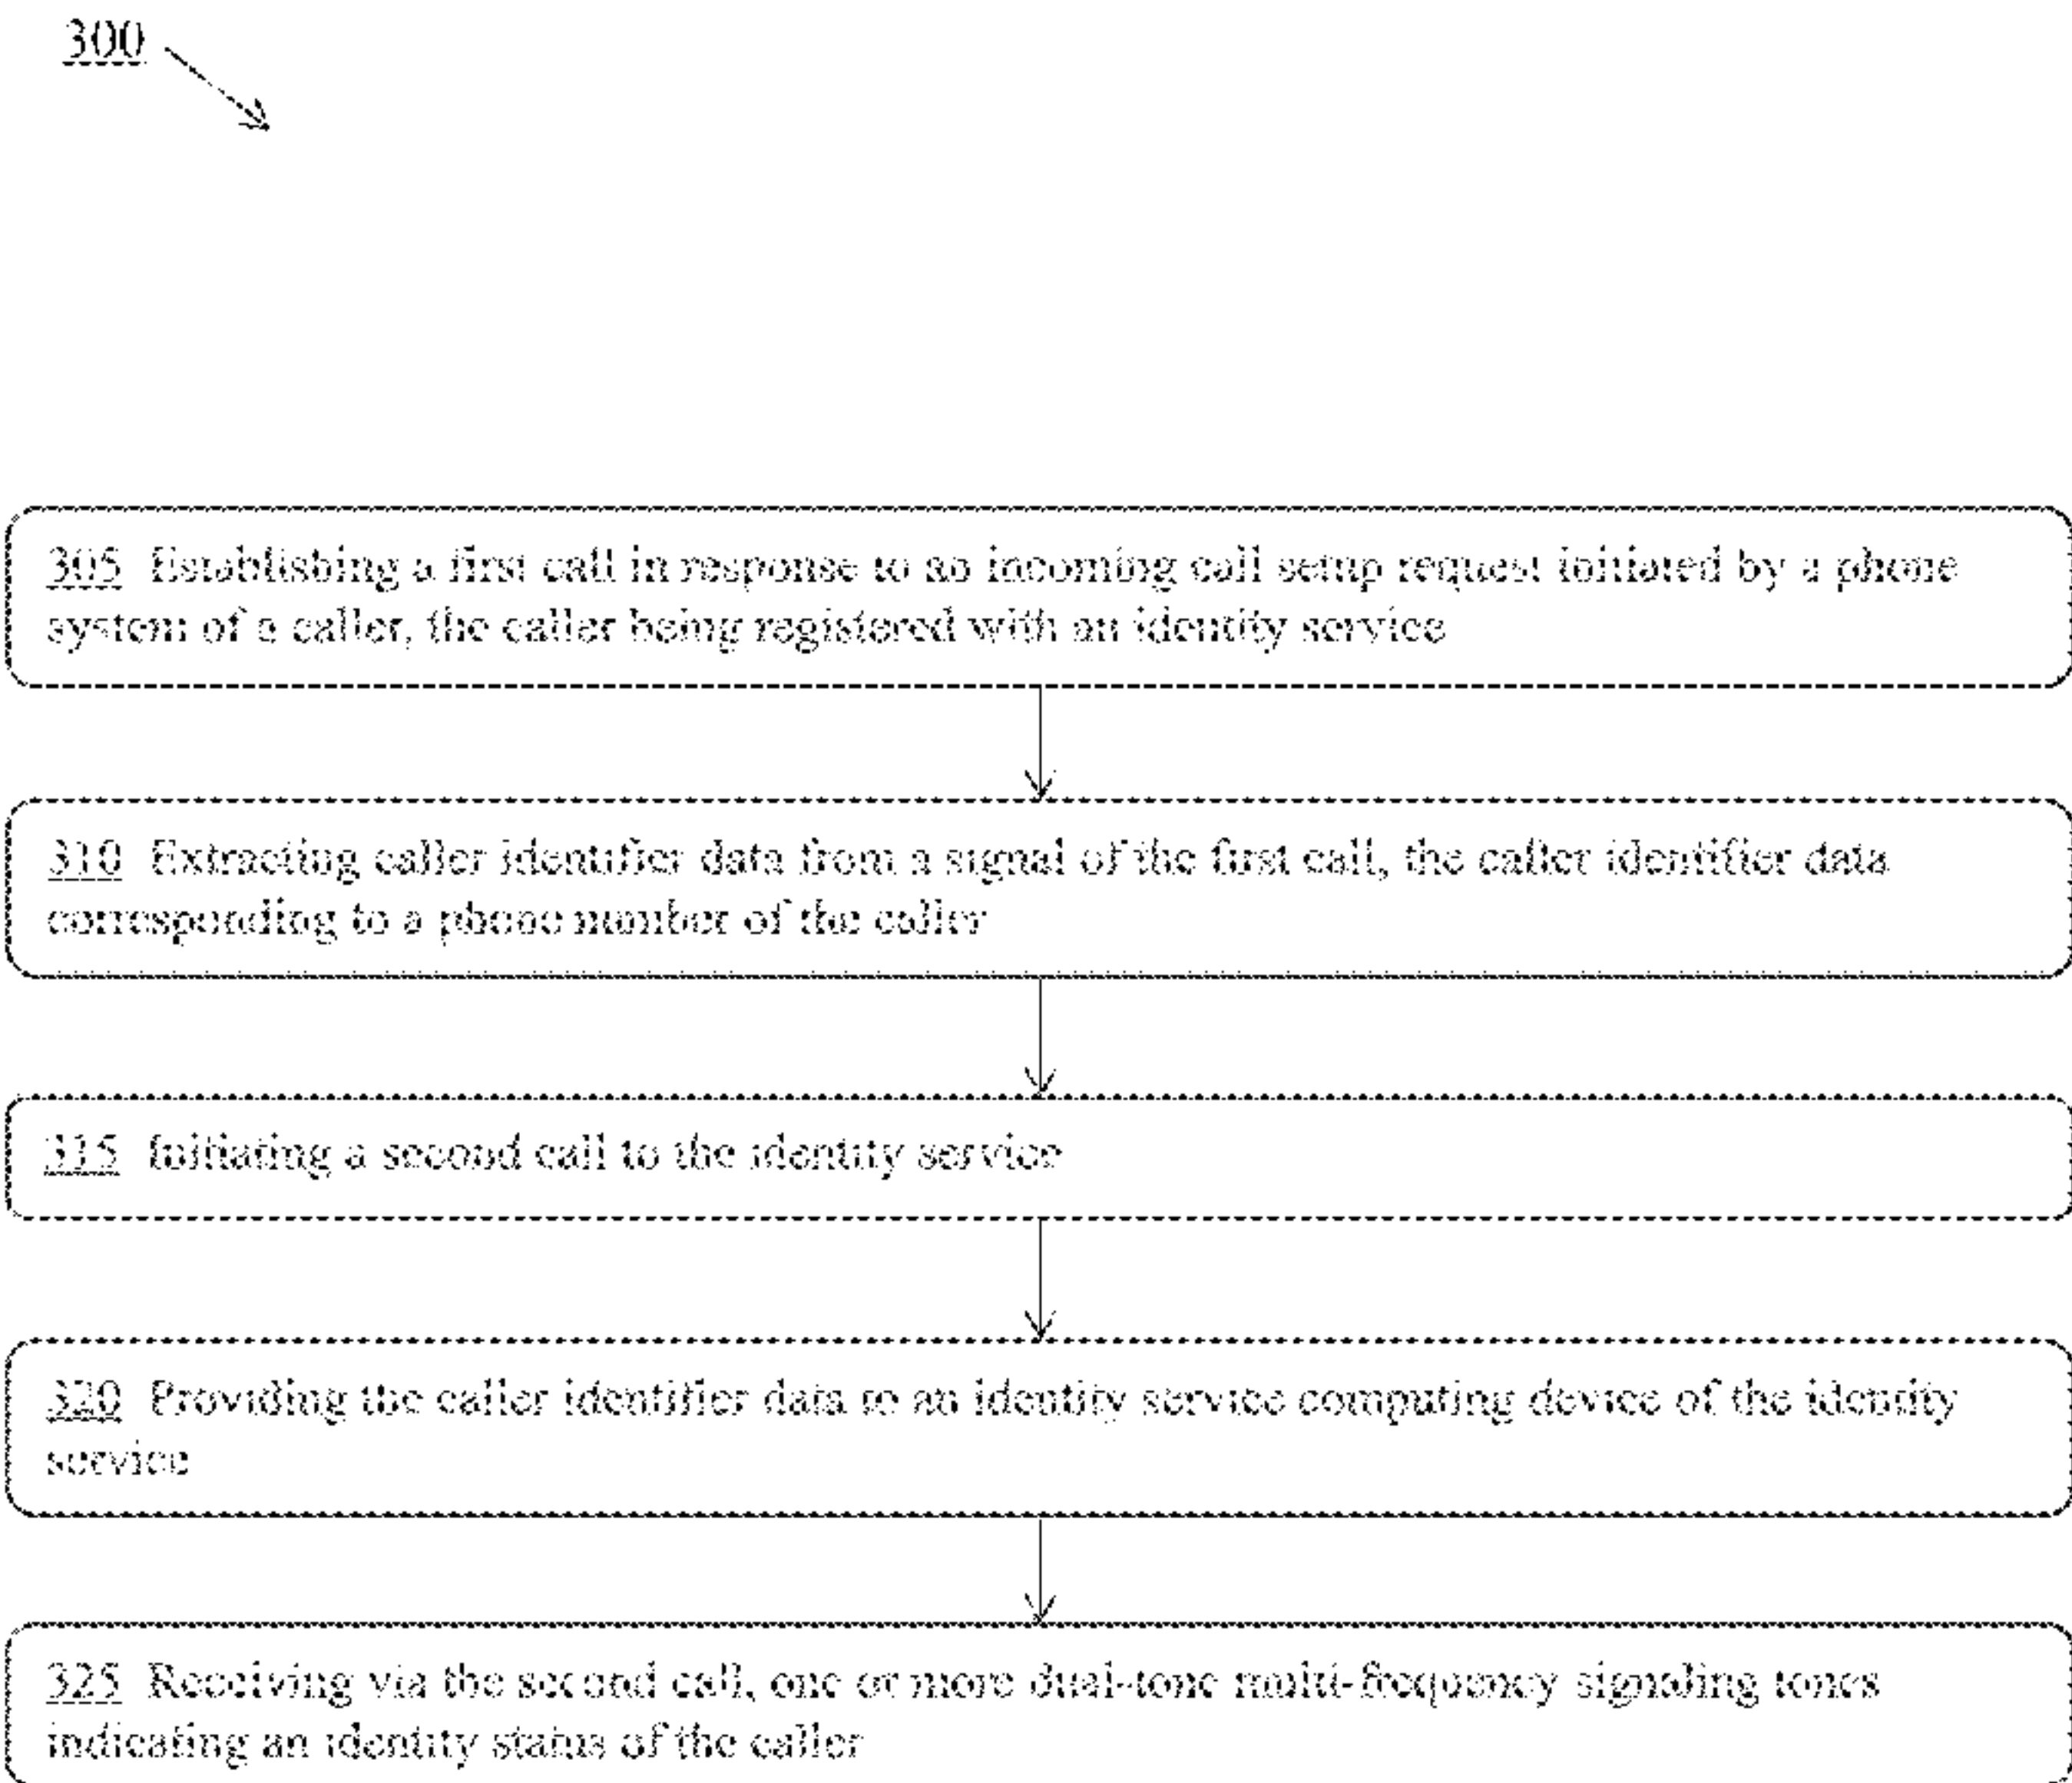 300
305 Establishing a first call in response to an incoming call setup request initiated by a phone
system of a caller, the caller being registered with an identity service
310 Extracting caller identifier data from a signal of the first call, the caller identifier data
corresponding to a phone number of the caller
315 Initiating a second call to the identity service
320 Providing the caller identifier data to an identity service computing device of the identity
service
325 Receiving via the second call, one or more dual-tone multi-frequency signaling tones
indicating an identity status of the caller